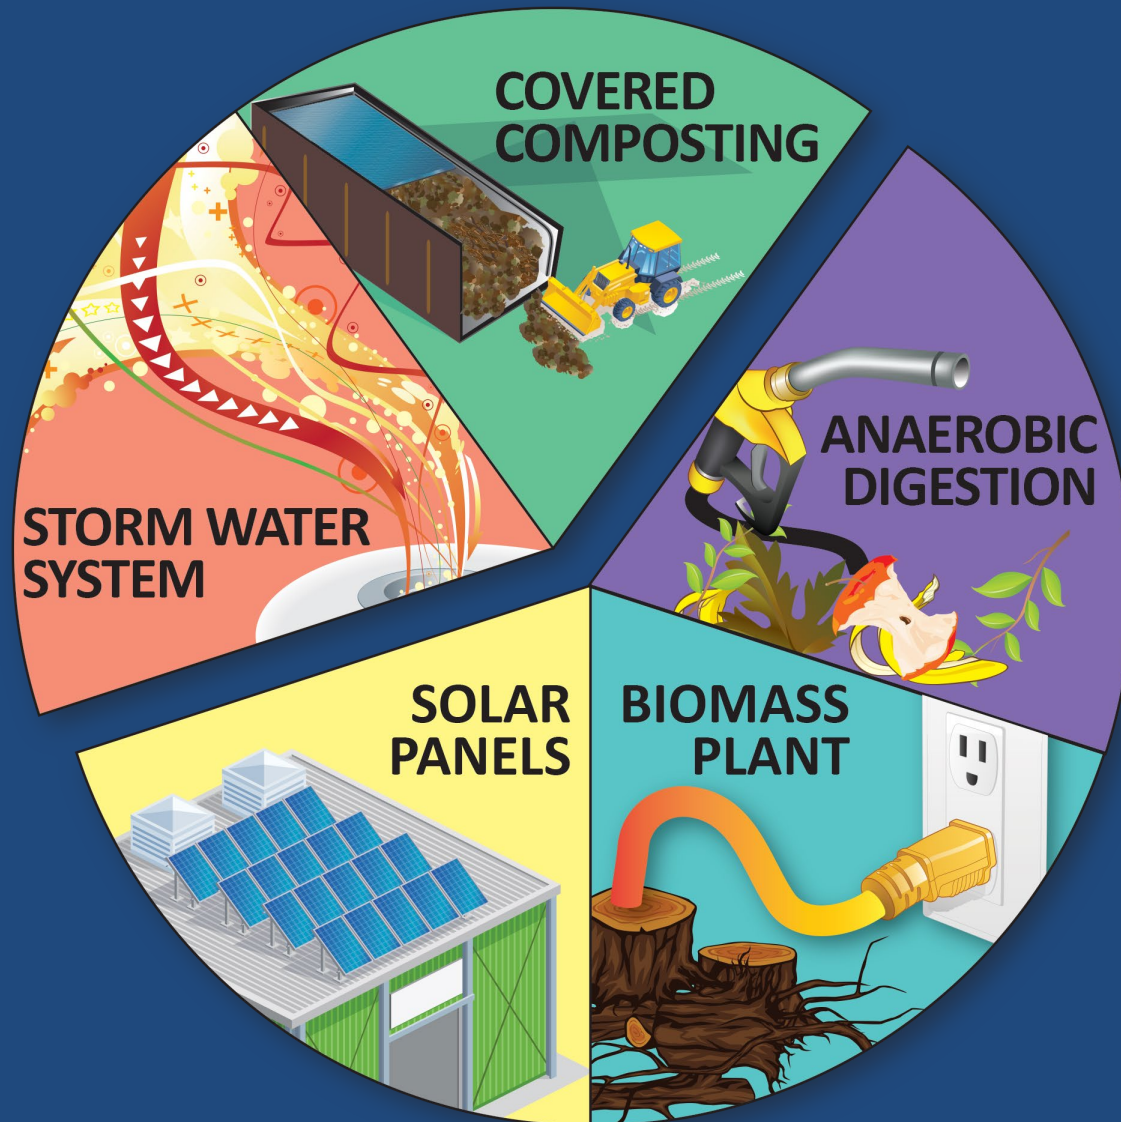 COVERED
COMPOSTING
ANAEROBIC
DIGESTION
STORM WATER
SYSTEM
SOLAR
PANELS
BIOMASS
PLANT